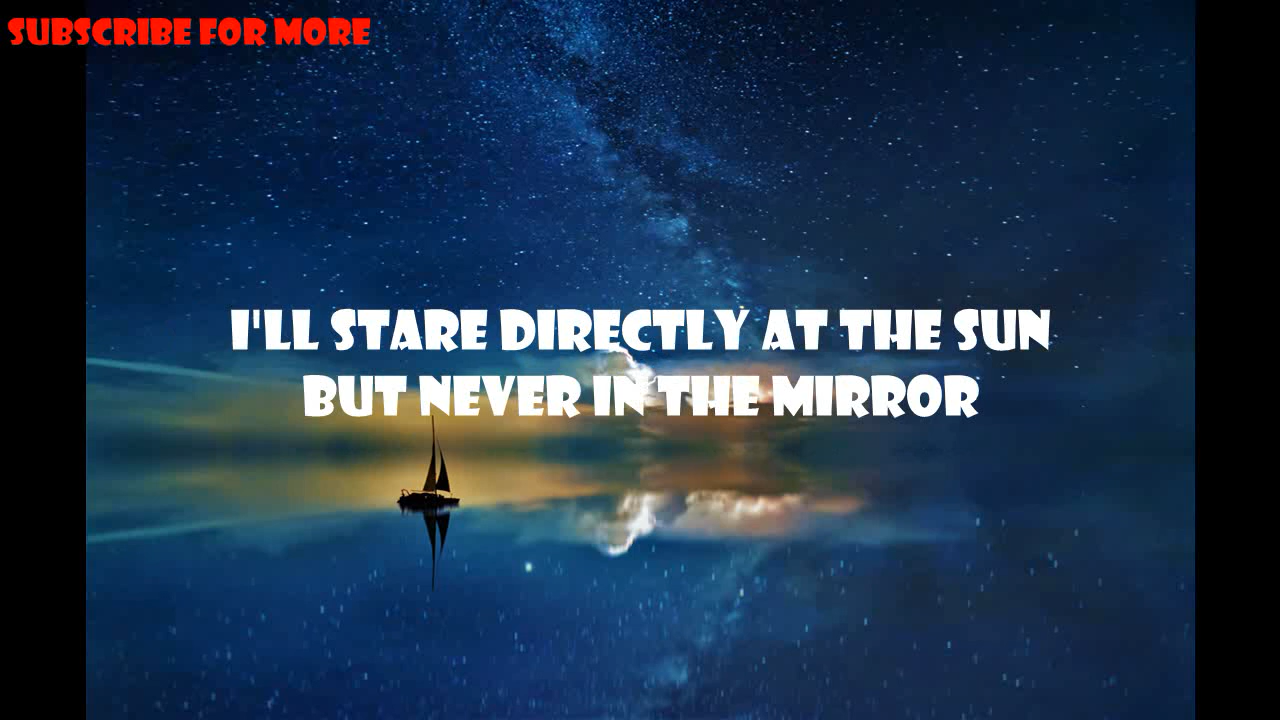 SUBSCRIBE FOR MORE
I'LL STARE DIRECTLY AT THE SUN
BUT NEVER IN THE MIRROR